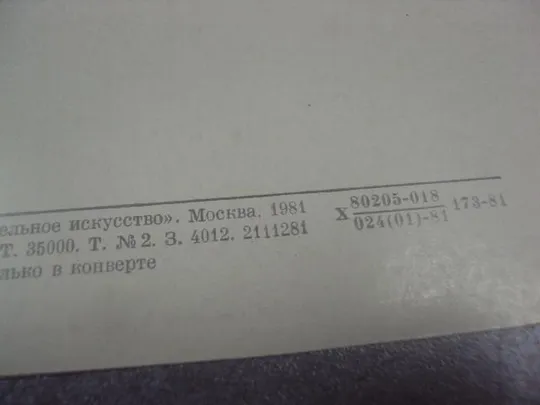 ельное искусство». Москва. 1981
Т. 35000. Т. № 2. З. 4012. 2111281
лько в конверте
X 80205-018 / 024(01)-81 173-81